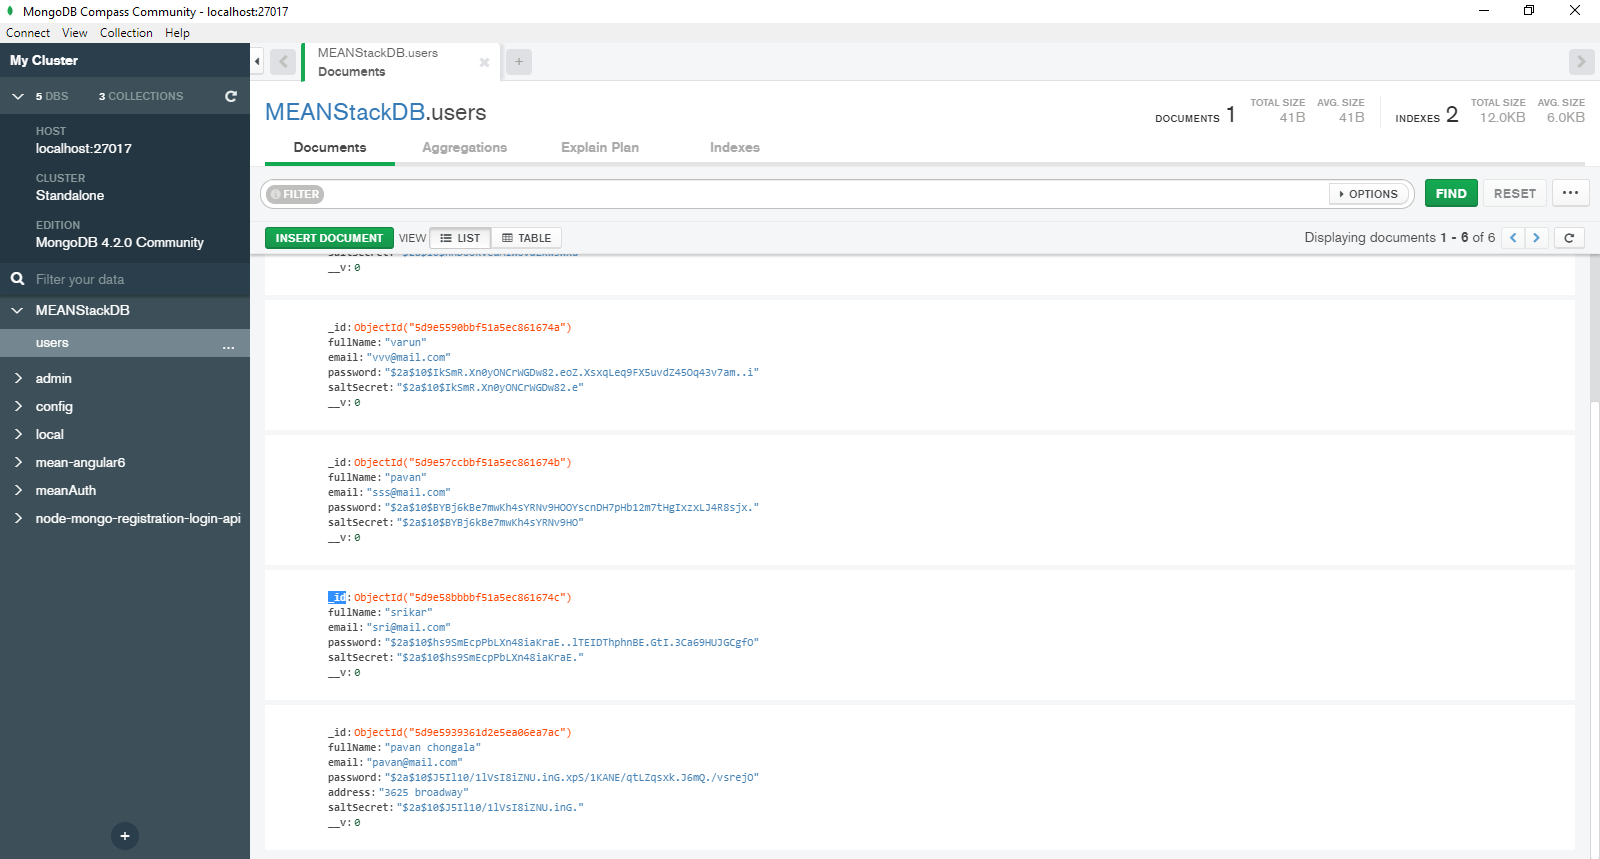 MongoDB Compass Community - localhost:27017
Connect View Collection Help
My Cluster
5 DBS 3 COLLECTIONS
HOST
localhost:27017
CLUSTER
Standalone
EDITION
MongoDB 4.2.0 Community
Filter your data
MEANStackDB
users ...
admin
config
local
mean-angular6
meanAuth
node-mongo-registration-login-api
+
MEANStackDB.users
Documents
+
MEANStackDB.users
DOCUMENTS 1 TOTAL SIZE 41B AVG. SIZE 41B INDEXES 2 TOTAL SIZE 12.0KB AVG. SIZE 6.0KB
Documents Aggregations Explain Plan Indexes
FILTER OPTIONS FIND RESET ...
INSERT DOCUMENT VIEW LIST TABLE Displaying documents 1 - 6 of 6
__v: 0
_id: ObjectId("5d9e5590bbf51a5ec861674a")
fullName: "varun"
email: "vvv@mail.com"
password: "$2a$10$IkSmR.Xn0yONCrWGDw82.eoZ.XsxqLeq9FX5uvdZ45Oq43v7am..i"
saltSecret: "$2a$10$IkSmR.Xn0yONCrWGDw82.e"
__v: 0
_id: ObjectId("5d9e57ccbbf51a5ec861674b")
fullName: "pavan"
email: "sss@mail.com"
password: "$2a$10$BYBj6kBe7mwKh4sYRNv9HOOYscnDH7pHb12m7tHgIxzxLJ4R8sjx."
saltSecret: "$2a$10$BYBj6kBe7mwKh4sYRNv9HO"
__v: 0
_id: ObjectId("5d9e58bbbbf51a5ec861674c")
fullName: "srikar"
email: "sri@mail.com"
password: "$2a$10$hs9SmEcpPbLXn48iaKraE..lTEIDThphnBE.GtI.3Ca69HUJGCgfO"
saltSecret: "$2a$10$hs9SmEcpPbLXn48iaKraE."
__v: 0
_id: ObjectId("5d9e5939361d2e5ea06ea7ac")
fullName: "pavan chongala"
email: "pavan@mail.com"
password: "$2a$10$J5Il10/1lVsI8iZNU.inG.xpS/1KANE/qtLZqsxk.J6mQ./vsrejO"
address: "3625 broadway"
saltSecret: "$2a$10$J5Il10/1lVsI8iZNU.inG."
__v: 0